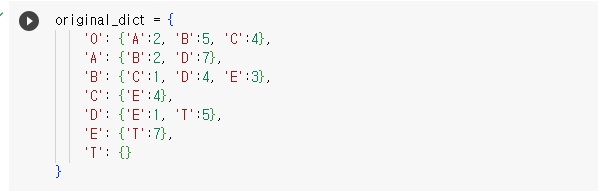 original_dict = {
    'O': {'A':2, 'B':5, 'C':4},
    'A': {'B':2, 'D':7},
    'B': {'C':1, 'D':4, 'E':3},
    'C': {'E':4},
    'D': {'E':1, 'T':5},
    'E': {'T':7},
    'T': {}
}